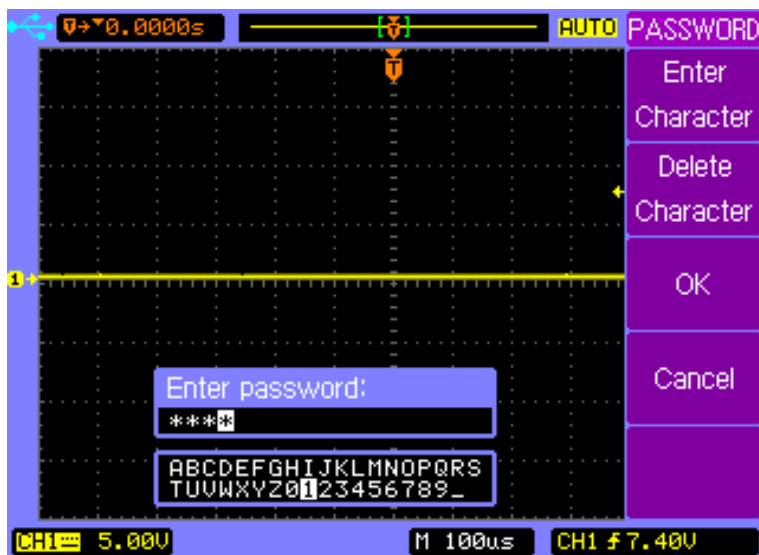 T→▼0.0000s
T
AUTO
PASSWORD
T
Enter
Character
Delete
Character
1
OK
Cancel
Enter password:
****
ABCDEFGHIJKLMNOPQRS
TUVWXYZ0123456789_
CH1 5.00V
M 100us
CH1 7.40V